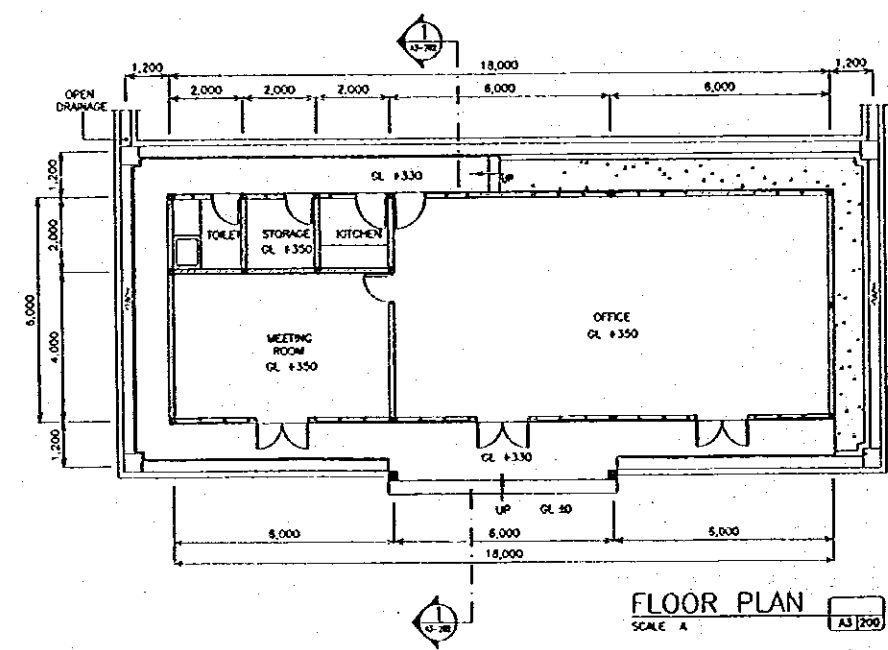 1
A3-202
1,200
18,000
1,200
OPEN
DRAINAGE
2,000
2,000
2,000
6,000
6,000
1,200
GL +330
UP
2,000
TOILET
STORAGE
GL +350
KITCHEN
6,000
4,000
OFFICE
GL +350
MEETING
ROOM
GL +350
1,200
GL +330
UP
GL ±0
6,000
6,000
6,000
18,000
1
FLOOR PLAN
SCALE A
A3 200